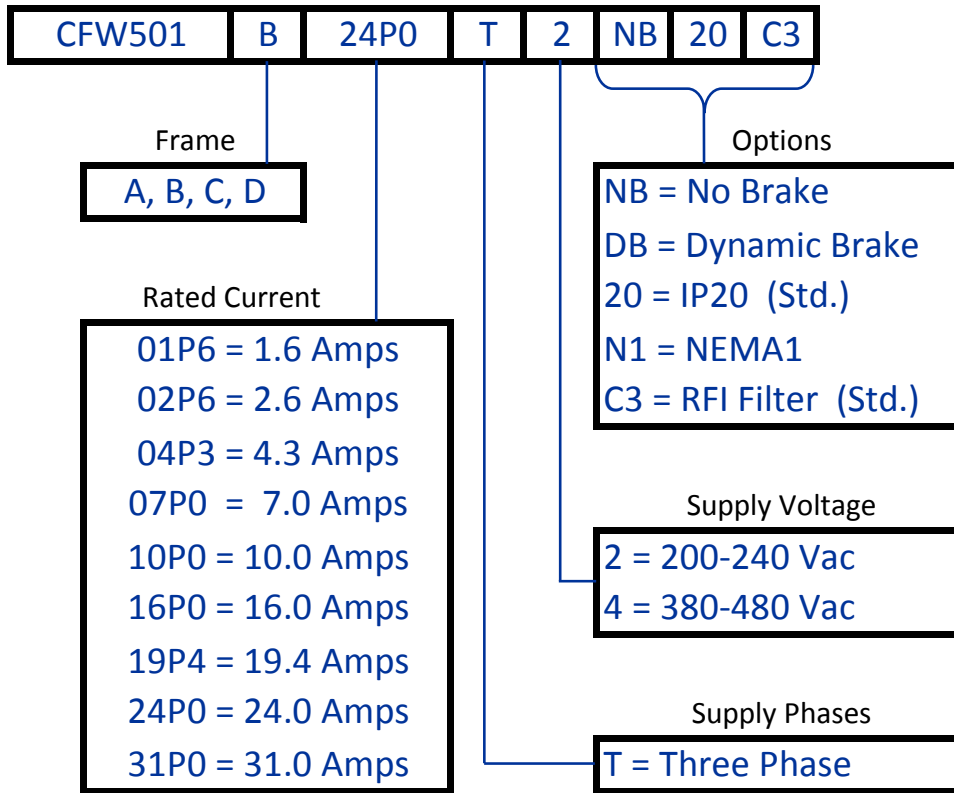 CFW501 B 24P0 T 2 NB 20 C3
Frame
A, B, C, D
Rated Current
01P6 = 1.6 Amps
02P6 = 2.6 Amps
04P3 = 4.3 Amps
07P0 = 7.0 Amps
10P0 = 10.0 Amps
16P0 = 16.0 Amps
19P4 = 19.4 Amps
24P0 = 24.0 Amps
31P0 = 31.0 Amps
Options
NB = No Brake
DB = Dynamic Brake
20 = IP20 (Std.)
N1 = NEMA1
C3 = RFI Filter (Std.)
Supply Voltage
2 = 200-240 Vac
4 = 380-480 Vac
Supply Phases
T = Three Phase